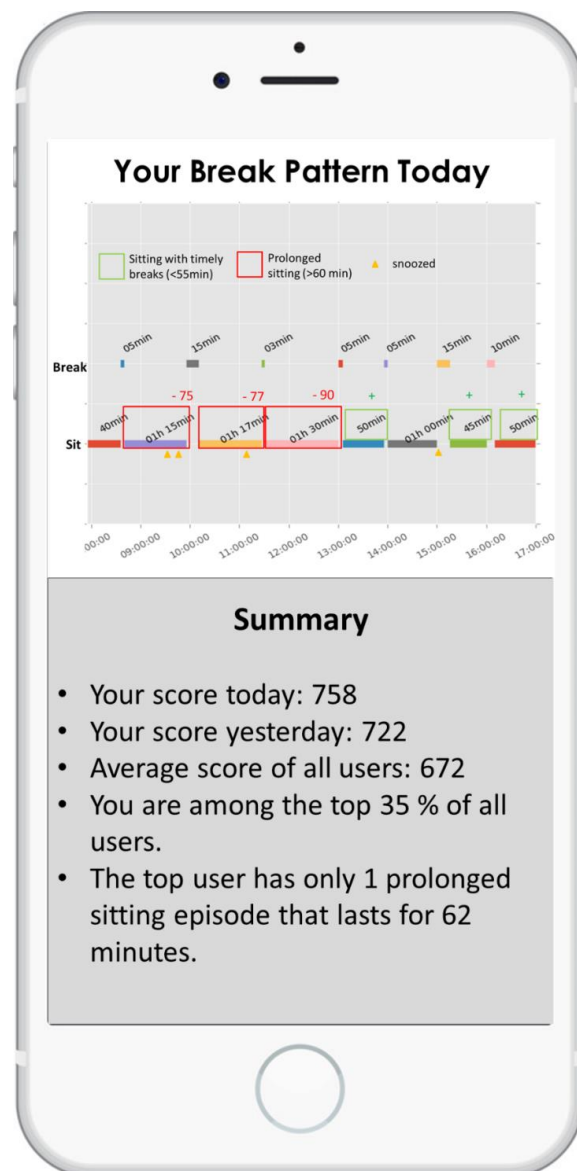 Your Break Pattern Today
Sitting with timely
breaks (<55min)
Prolonged
sitting (>60 min)
snoozed
05min
15min
03min
05min
05min
15min
10min
Break
- 75
- 77
- 90
+
+
+
40min
01h 15min
01h 17min
01h 30min
50min
01h 00min
45min
50min
Sit
00:00
09:00:00
10:00:00
11:00:00
12:00:00
13:00:00
14:00:00
15:00:00
16:00:00
17:00:00
Summary
• Your score today: 758
• Your score yesterday: 722
• Average score of all users: 672
• You are among the top 35 % of all
users.
• The top user has only 1 prolonged
sitting episode that lasts for 62
minutes.